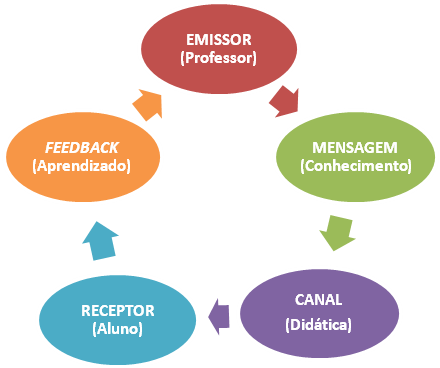 EMISSOR
(Professor)
MENSAGEM
(Conhecimento)
CANAL
(Didática)
RECEPTOR
(Aluno)
FEEDBACK
(Aprendizado)